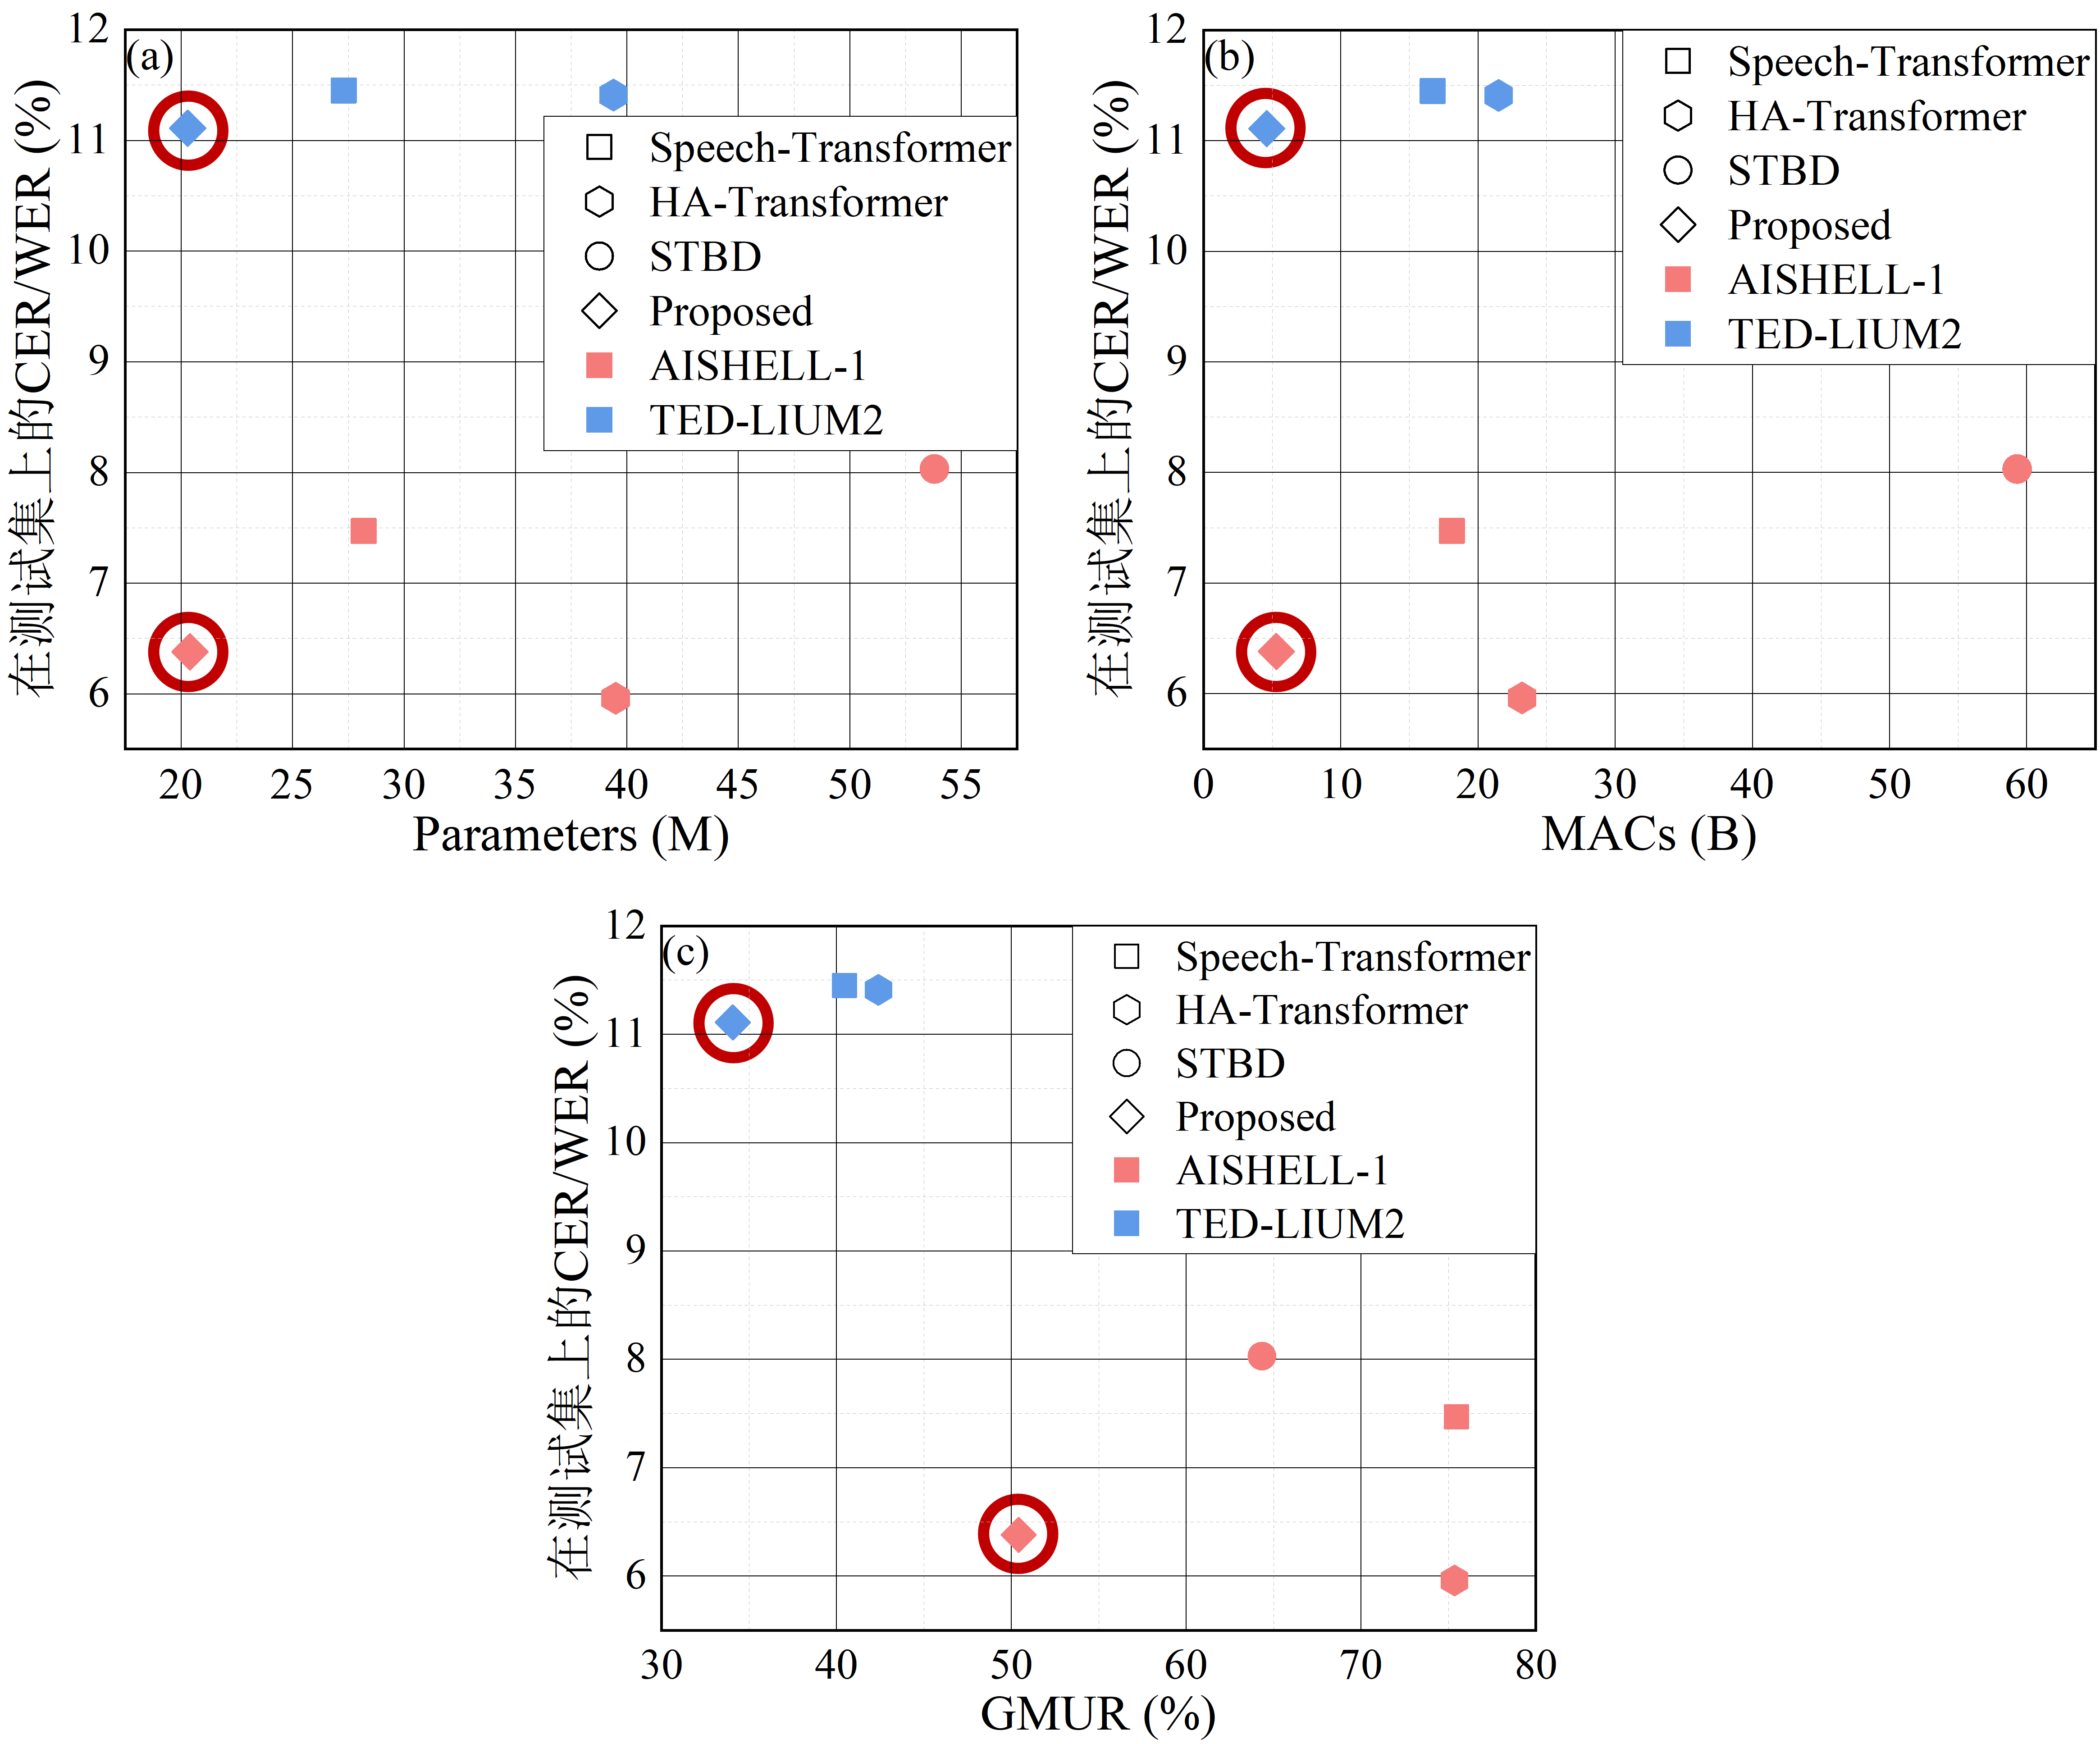 (a)
12
11
10
9
8
7
6
在测试集上的CER/WER (%)
Speech-Transformer
HA-Transformer
STBD
Proposed
AISHELL-1
TED-LIUM2
20 25 30 35 40 45 50 55
Parameters (M)
(b)
12
11
10
9
8
7
6
在测试集上的CER/WER (%)
Speech-Transformer
HA-Transformer
STBD
Proposed
AISHELL-1
TED-LIUM2
0 10 20 30 40 50 60
MACs (B)
(c)
12
11
10
9
8
7
6
在测试集上的CER/WER (%)
Speech-Transformer
HA-Transformer
STBD
Proposed
AISHELL-1
TED-LIUM2
30 40 50 60 70 80
GMUR (%)